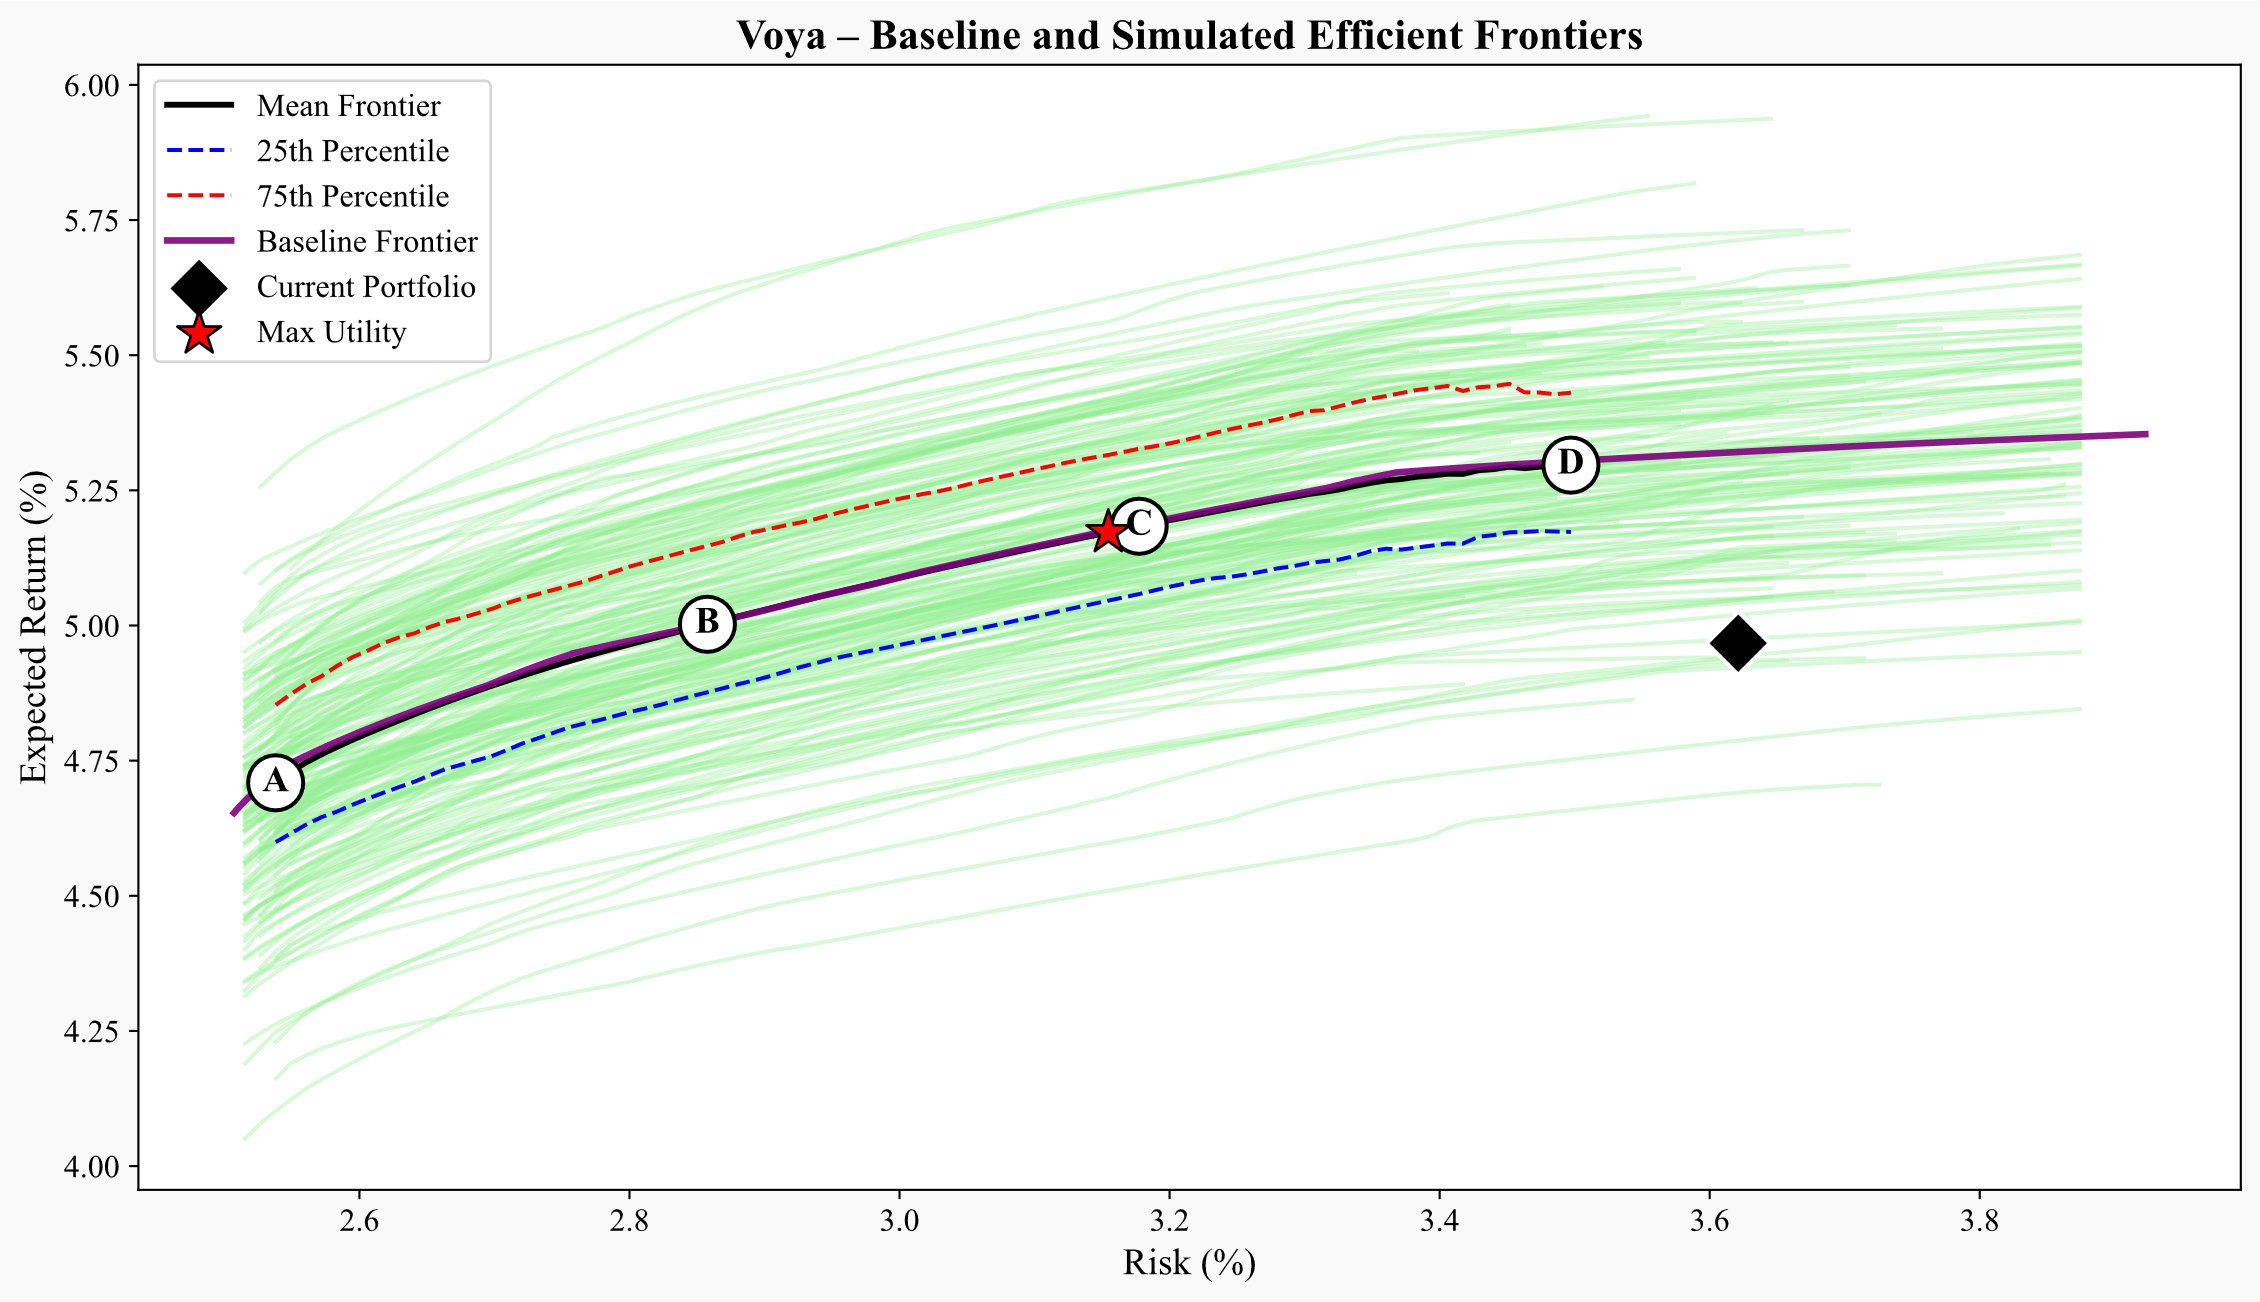 Voya – Baseline and Simulated Efficient Frontiers
Mean Frontier
25th Percentile
75th Percentile
Baseline Frontier
Current Portfolio
Max Utility
Expected Return (%)
6.00
5.75
5.50
5.25
5.00
4.75
4.50
4.25
4.00
A
B
C
D
2.6
2.8
3.0
3.2
3.4
3.6
3.8
Risk (%)